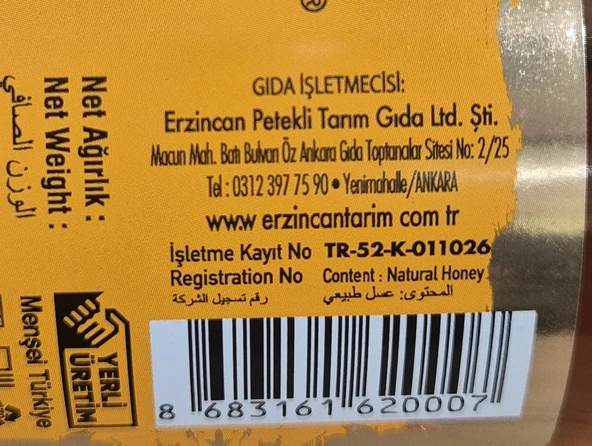 ®
GIDA İŞLETMECİSİ:
Erzincan Petekli Tarım Gıda Ltd. Şti.
Macun Mah. Batı Bulvarı Öz Ankara Gıda Toptancılar Sitesi No: 2/25
Tel: 0312 397 75 90 • Yenimahalle/ANKARA
www.erzincantarim com tr
İşletme Kayıt No TR-52-K-011026
Registration No Content : Natural Honey
رقم تسجيل الشركة المحتوى: عسل طبيعي
8 683161 620007
Net Ağırlık :
Net Weight :
الوزن الصافي
YERLİ
ÜRETİM
Menşei Türkiye